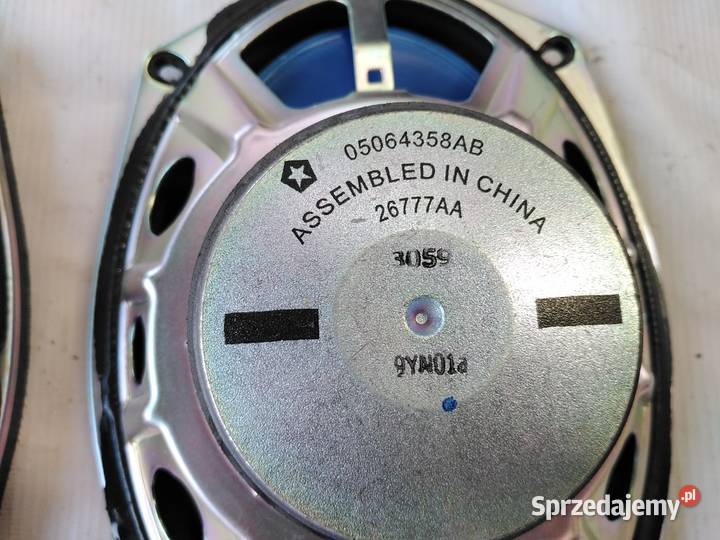 05064358AB
ASSEMBLED IN CHINA
26777AA
3059
9YN01d
Sprzedajemy.pl